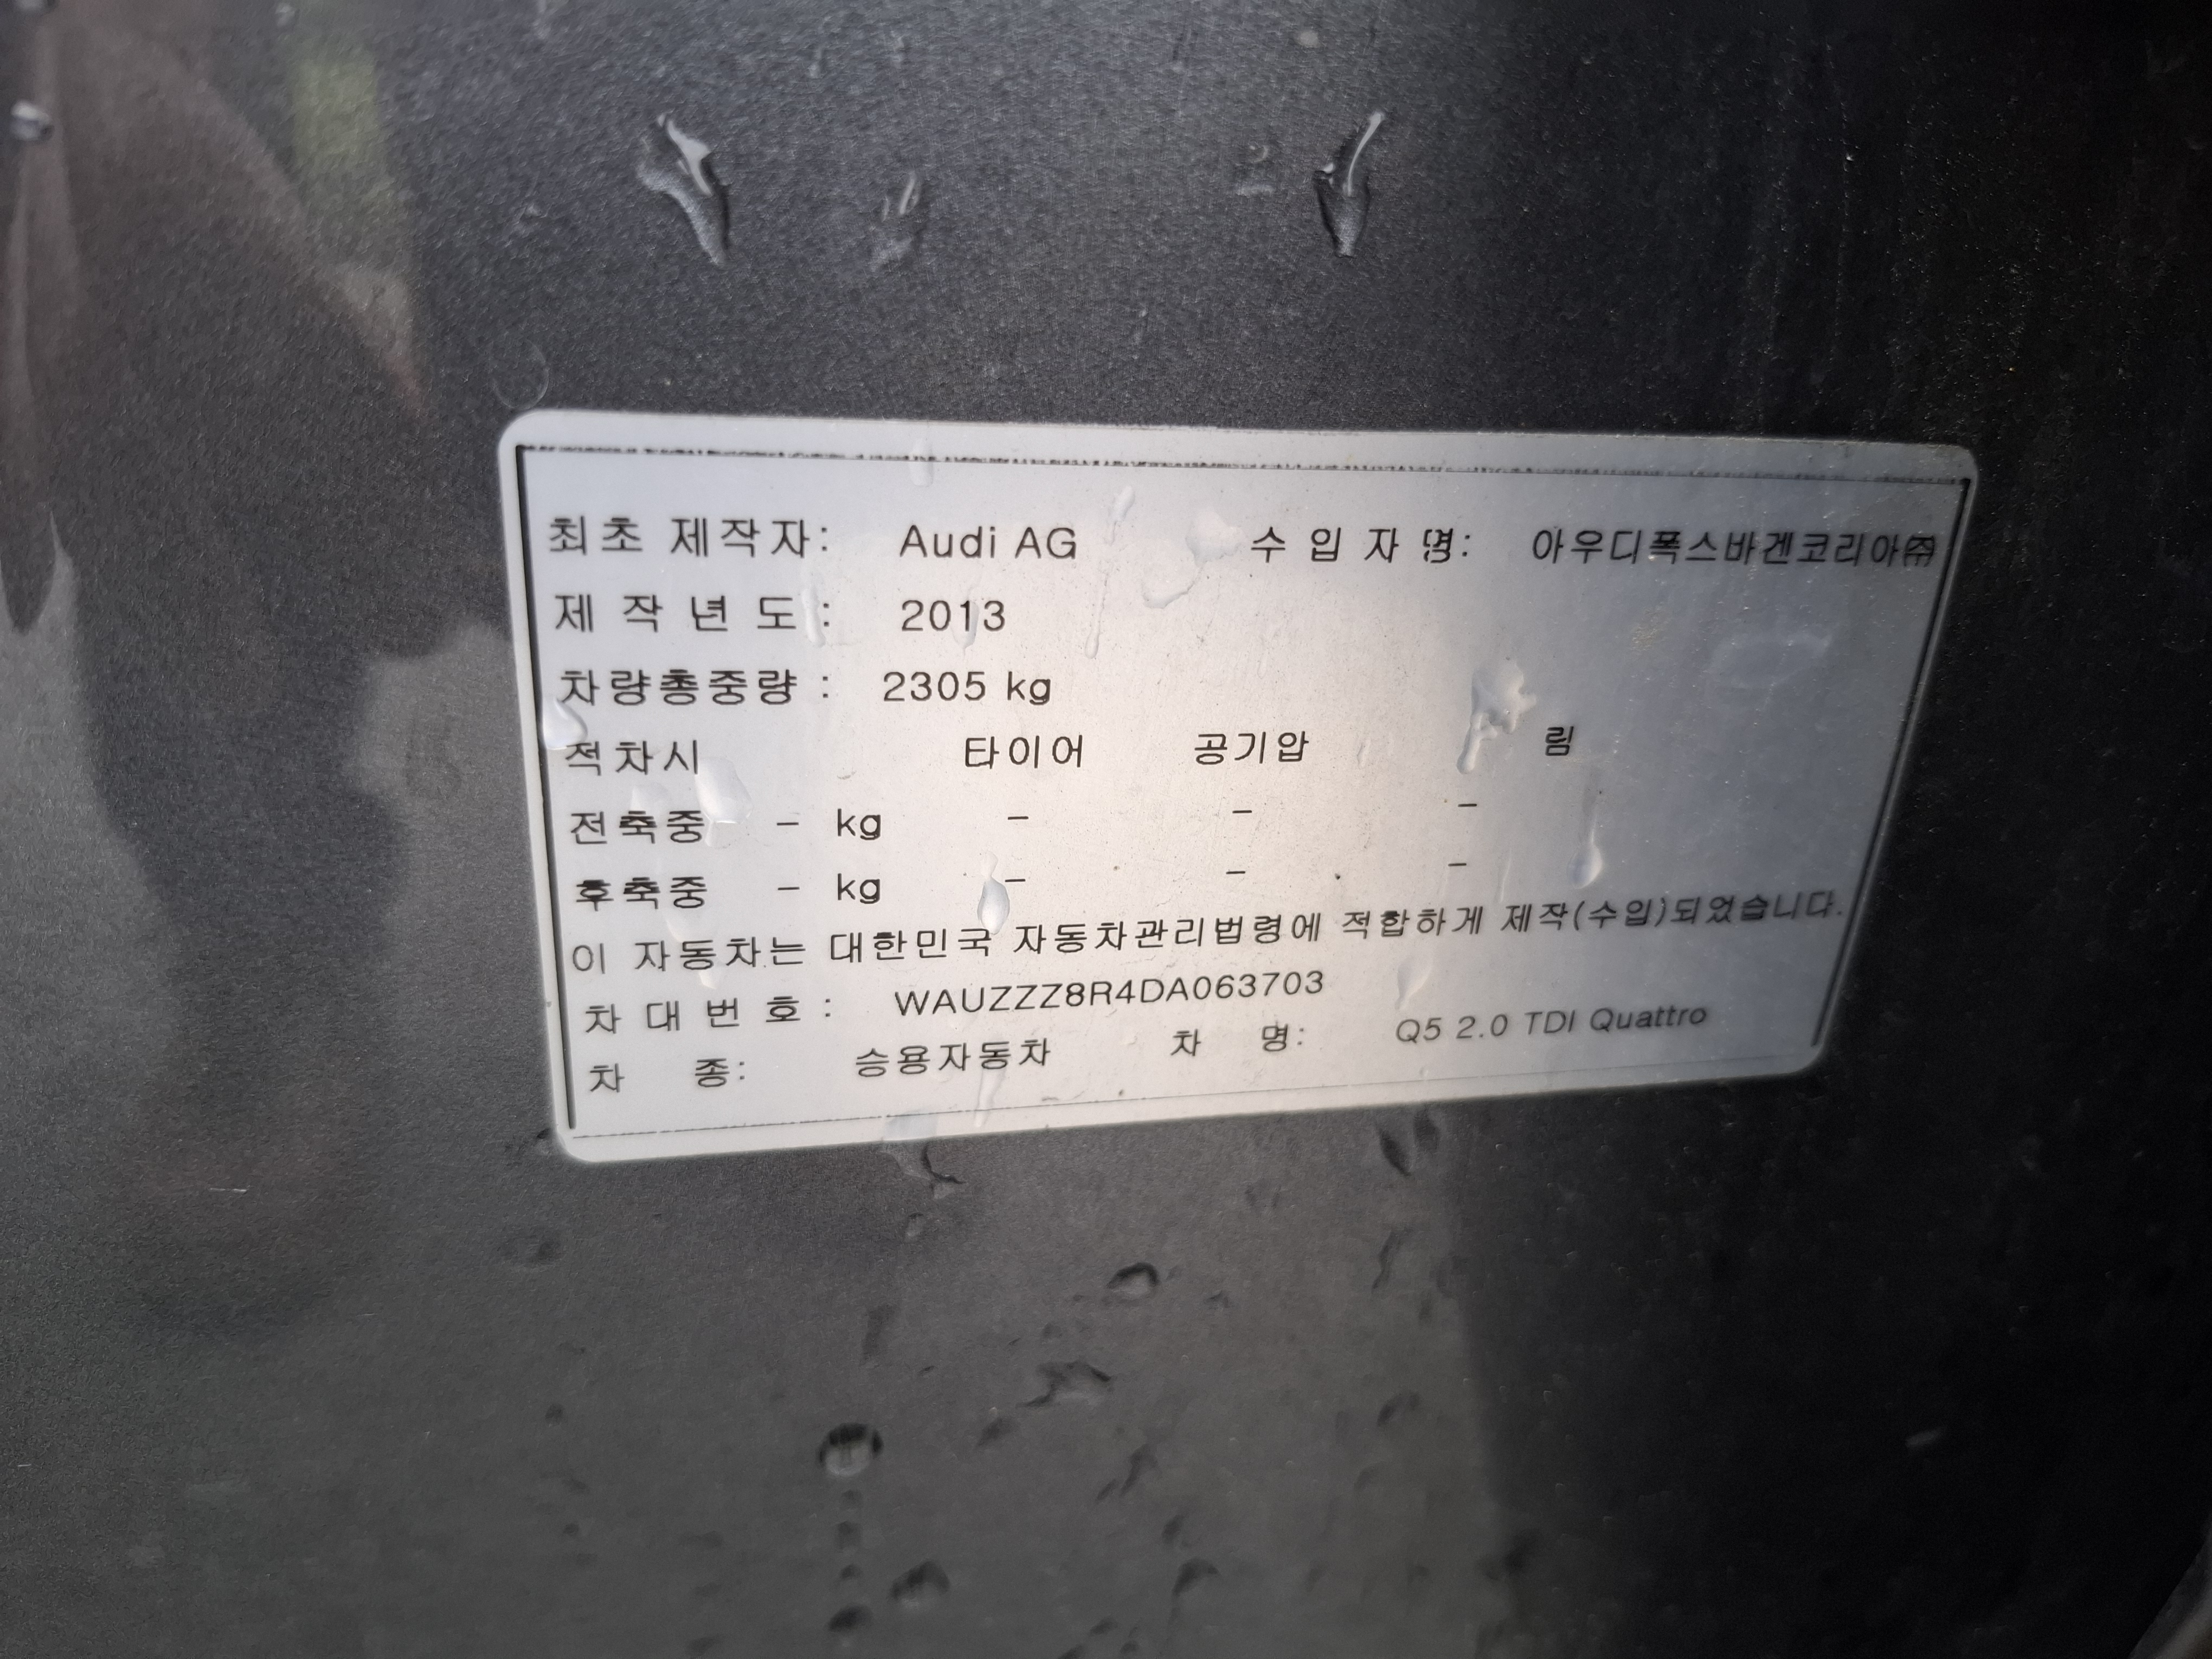 최초 제작자: Audi AG 수 입 자 명: 아우디폭스바겐코리아㈜
제 작 년 도 : 2013
차량총중량 : 2305 kg
적차시 타이어 공기압 림
전축중 - kg - - -
후축중 - kg - - -
이 자동차는 대한민국 자동차관리법령에 적합하게 제작(수입)되었습니다.
차 대 번 호 : WAUZZZ8R4DA063703
차 종: 승용자동차 차 명: Q5 2.0 TDI Quattro